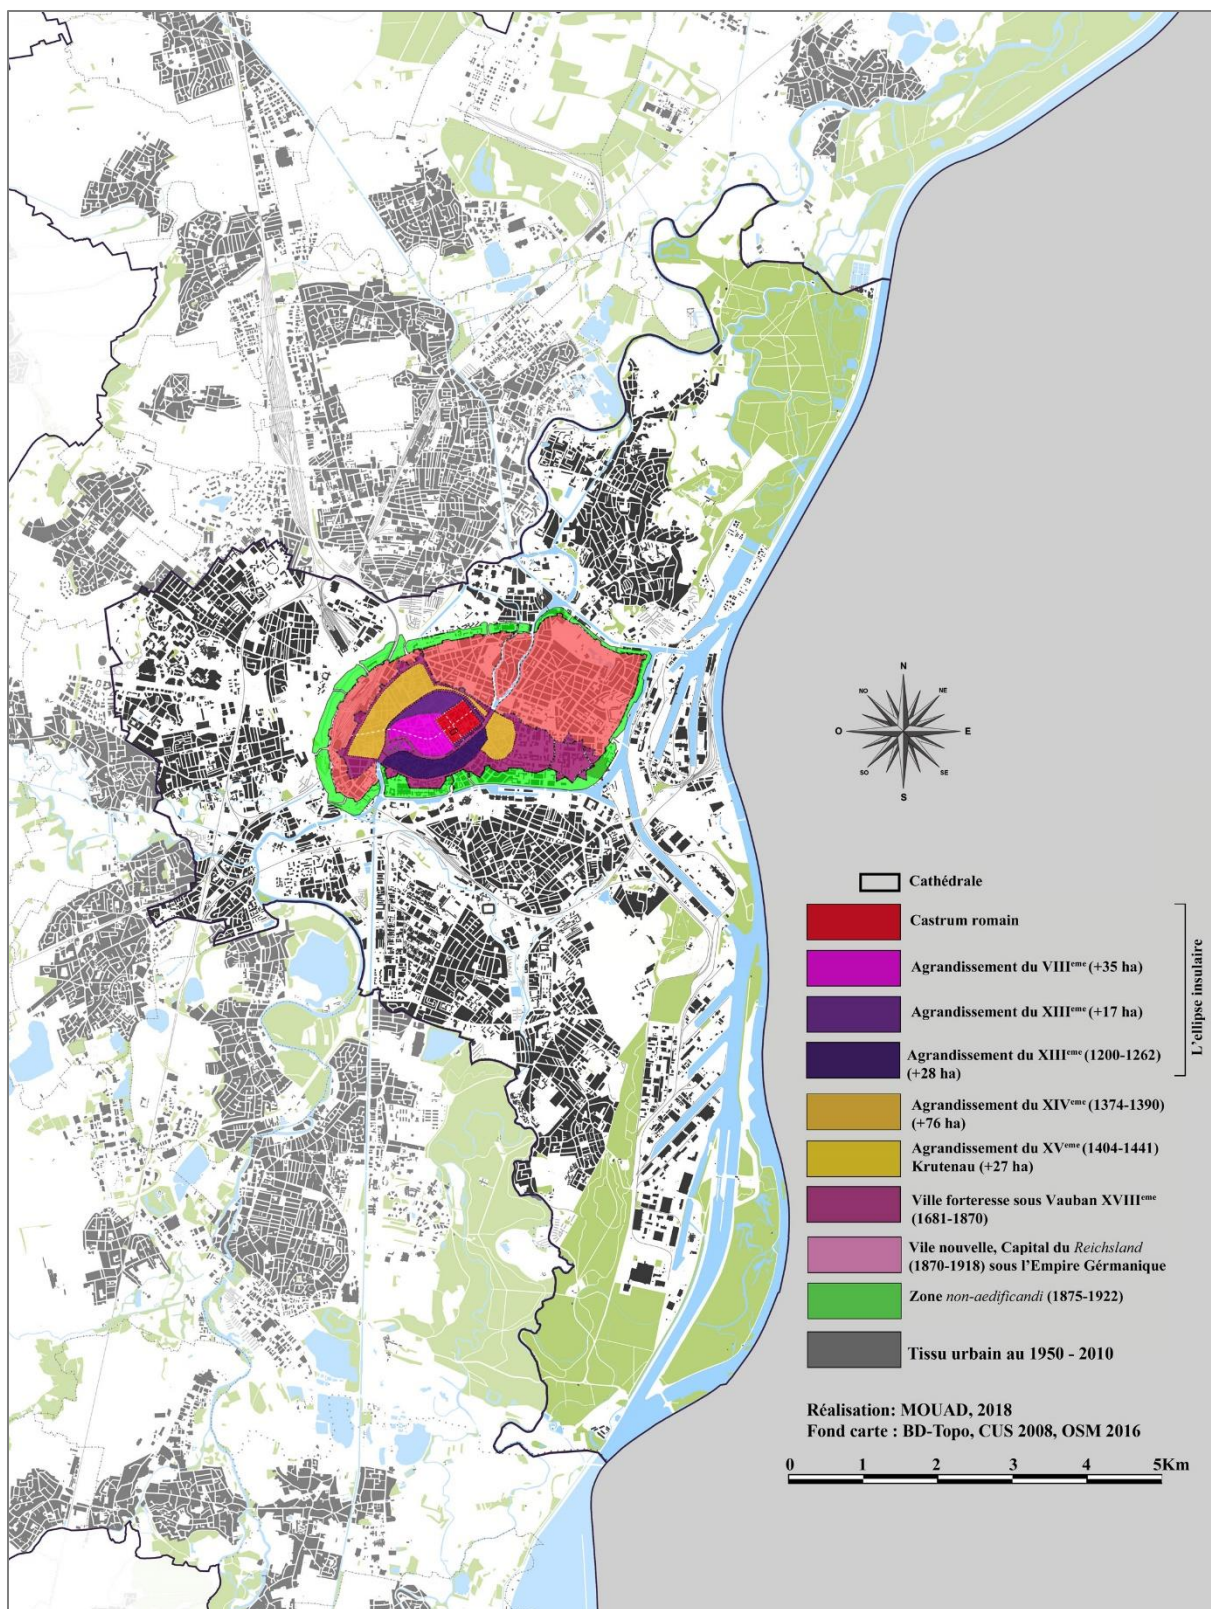 N
NO
NE
O
E
SO
SE
S
Cathédrale
Castrum romain
Agrandissement du VIIIeme (+35 ha)
Agrandissement du XIIIeme (+17 ha)
Agrandissement du XIIIeme (1200-1262)
(+28 ha)
L'ellipse insulaire
Agrandissement du XIVeme (1374-1390)
(+76 ha)
Agrandissement du XVeme (1404-1441)
Krutenau (+27 ha)
Ville forteresse sous Vauban XVIIIeme
(1681-1870)
Vile nouvelle, Capital du Reichsland
(1870-1918) sous l'Empire Gérmanique
Zone non-aedificandi (1875-1922)
Tissu urbain au 1950 - 2010
Réalisation: MOUAD, 2018
Fond carte : BD-Topo, CUS 2008, OSM 2016
0 1 2 3 4 5Km